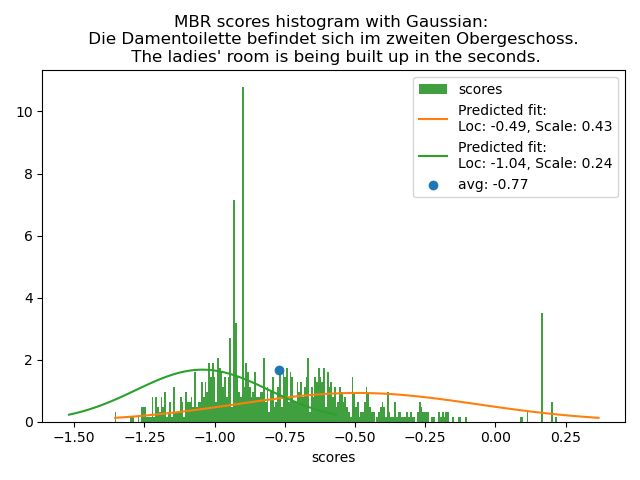 MBR scores histogram with Gaussian:
Die Damentoilette befindet sich im zweiten Obergeschoss.
The ladies' room is being built up in the seconds.
scores
Predicted fit:
Loc: -0.49, Scale: 0.43
Predicted fit:
Loc: -1.04, Scale: 0.24
avg: -0.77
10
8
6
4
2
0
−1.50 −1.25 −1.00 −0.75 −0.50 −0.25 0.00 0.25
scores